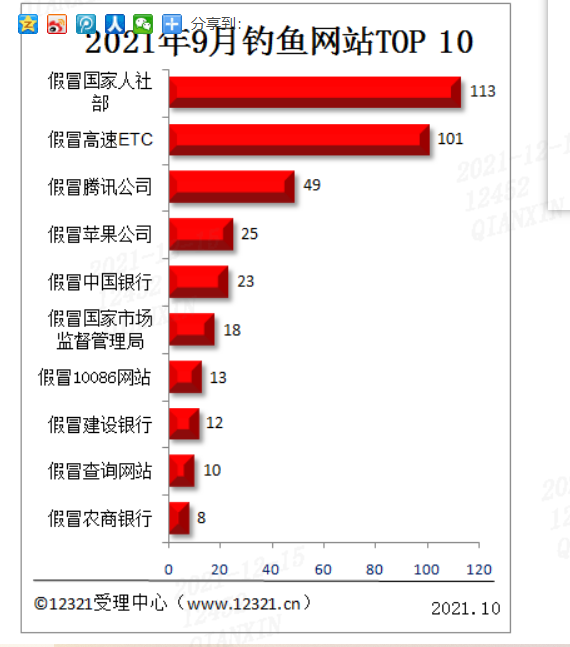 分享到：
2021年9月钓鱼网站TOP 10
假冒国家人社
部
113
假冒高速ETC
101
假冒腾讯公司
49
假冒苹果公司
25
假冒中国银行
23
假冒国家市场
监督管理局
18
假冒10086网站
13
假冒建设银行
12
假冒查询网站
10
假冒农商银行
8
0 20 40 60 80 100 120
©12321受理中心（www.12321.cn）
2021.10
2021-12-15
12462
QIANXIN